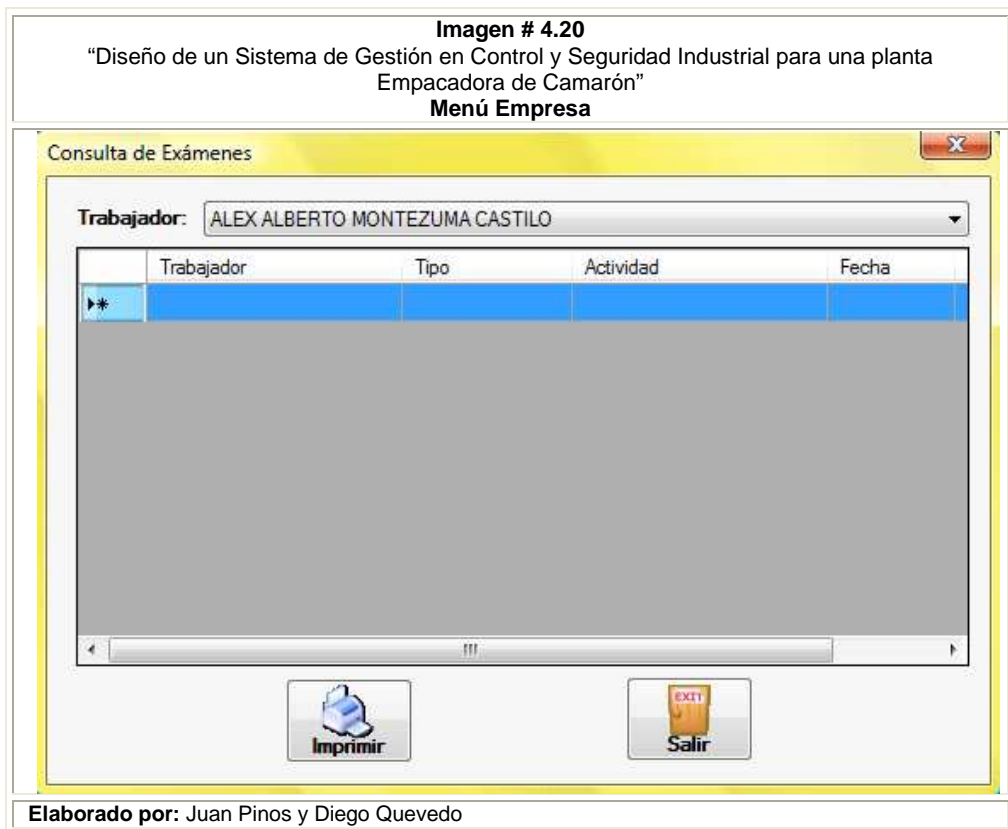 Imagen # 4.20
“Diseño de un Sistema de Gestión en Control y Seguridad Industrial para una planta
Empacadora de Camarón”
Menú Empresa
Consulta de Exámenes
Trabajador: ALEX ALBERTO MONTEZUMA CASTILO
Trabajador Tipo Actividad Fecha
Imprimir
EXIT
Salir
Elaborado por: Juan Pinos y Diego Quevedo